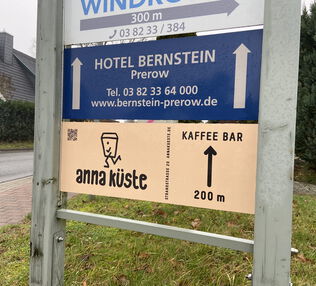 300 m
03 82 33 / 384
HOTEL BERNSTEIN
Prerow
Tel. 03 82 33 64 000
www.bernstein-prerow.de
anna küste
KAFFEE BAR
200 m